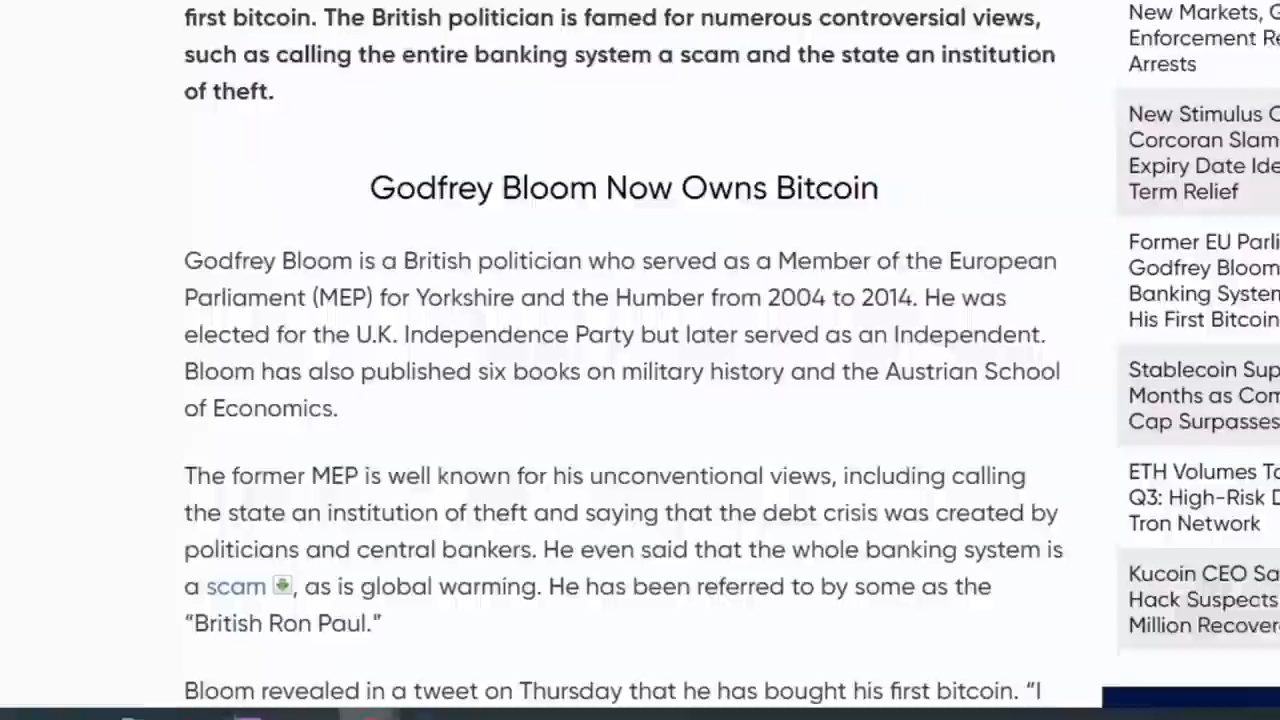 first bitcoin. The British politician is famed for numerous controversial views,
such as calling the entire banking system a scam and the state an institution
of theft.
Godfrey Bloom Now Owns Bitcoin
Godfrey Bloom is a British politician who served as a Member of the European
Parliament (MEP) for Yorkshire and the Humber from 2004 to 2014. He was
elected for the U.K. Independence Party but later served as an Independent.
Bloom has also published six books on military history and the Austrian School
of Economics.
The former MEP is well known for his unconventional views, including calling
the state an institution of theft and saying that the debt crisis was created by
politicians and central bankers. He even said that the whole banking system is
a scam, as is global warming. He has been referred to by some as the
“British Ron Paul.”
Bloom revealed in a tweet on Thursday that he has bought his first bitcoin. “I
New Markets,
Enforcement
Arrests
New Stimulus
Corcoran Slam
Expiry Date
Term Relief
Former EU
Godfrey Bloom
Banking System
His First Bitcoin
Stablecoin
Months as
Cap Surpasses
ETH Volumes
Q3: High-Risk
Tron Network
Kucoin CEO
Hack Suspects
Million